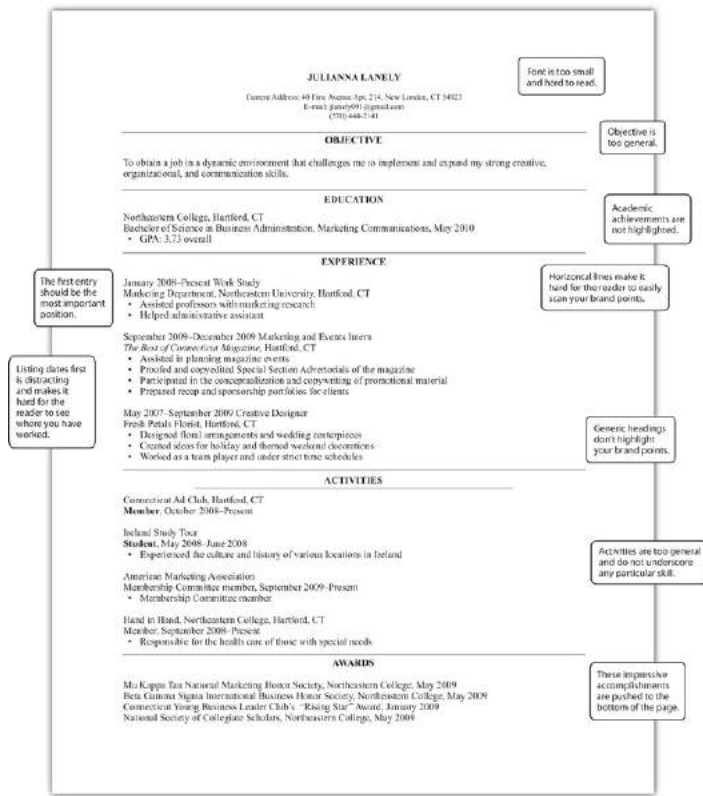 JULIANNA LANELY
Current Address: 40 First Avenue Apt. 214, New London, CT 54923
E-mail: jlanely991@gmail.com
(570) 444-2141
OBJECTIVE
To obtain a job in a dynamic environment that challenges me to implement and expand my strong creative,
organizational, and communication skills.
EDUCATION
Northeastern College, Hartford, CT
Bachelor of Science in Business Administration, Marketing Communications, May 2010
• GPA: 3.73 overall
EXPERIENCE
January 2008–Present Work Study
Marketing Department, Northeastern University, Hartford, CT
• Assisted professors with marketing research
• Helped administrative assistant
September 2009–December 2009 Marketing and Events Intern
The Best of Connecticut Magazine, Hartford, CT
• Assisted in planning magazine events
• Proofed and copyedited Special Section Advertorials of the magazine
• Participated in the conceptualization and copywriting of promotional material
• Prepared recap and sponsorship portfolios for clients
May 2007–September 2009 Creative Designer
Fresh Petals Florist, Hartford, CT
• Designed floral arrangements and wedding centerpieces
• Created ideas for holiday and themed weekend decorations
• Worked as a team player and under strict time schedules
ACTIVITIES
Connecticut Ad Club, Hartford, CT
Member, October 2008–Present
Ireland Study Tour
Student, May 2008–June 2008
• Experienced the culture and history of various locations in Ireland
American Marketing Association
Membership Committee member, September 2009–Present
• Membership Committee member
Hand in Hand, Northeastern College, Hartford, CT
Member, September 2008–Present
• Responsible for the health care of those with special needs
AWARDS
Mu Kappa Tau National Marketing Honor Society, Northeastern College, May 2009
Beta Gamma Sigma International Business Honor Society, Northeastern College, May 2009
Connecticut Young Business Leader Club's "Rising Star" Award, January 2009
National Society of Collegiate Scholars, Northeastern College, May 2009
Font is too small
and hard to read.
Objective is
too general.
Academic
achievements are
not highlighted.
The first entry
should be the
most important
position.
Horizontal lines make it
hard for the reader to easily
scan your brand points.
Listing dates first
is distracting
and makes it
hard for the
reader to see
where you have
worked.
Generic headings
don't highlight
your brand points.
Activities are too general
and do not underscore
any particular skill.
These impressive
accomplishments
are pushed to the
bottom of the page.